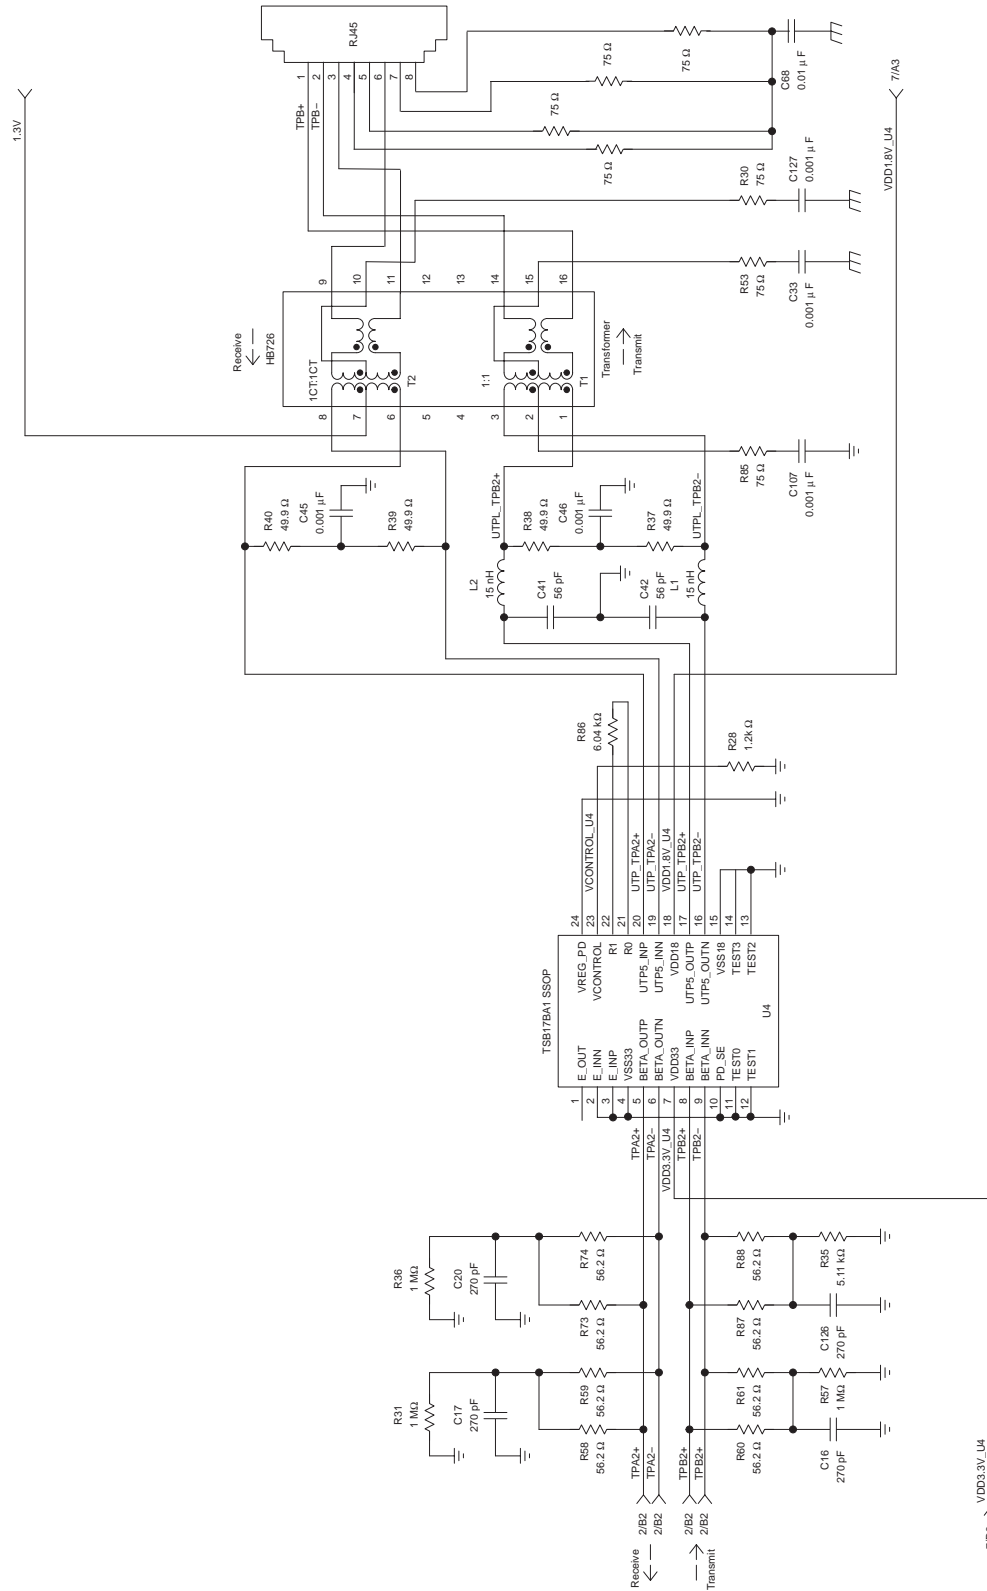 RJ45
1
2
3
4
5
6
7
8
TPB+
TPB−
1.3V
75 Ω
75 Ω
75 Ω
75 Ω
C68
0.01 µ F
7/A3
VDD1.8V_U4
R30
75 Ω
C127
0.001 µ F
R53
75 Ω
C33
0.001 µ F
9
10
11
12
13
14
15
16
Receive
HB726
1CT:1CT
T2
1:1
T1
Transformer
Transmit
8
7
6
5
4
3
2
1
R85
75 Ω
C107
0.001 µ F
R40
49.9 Ω
C45
0.001 µF
R39
49.9 Ω
UTPL_TPB2+
R38
49.9 Ω
C46
0.001 µF
R37
49.9 Ω
UTPL_TPB2−
L2
15 nH
C41
56 pF
C42
56 pF
L1
15 nH
R86
6.04 kΩ
R28
1.2k Ω
VCONTROL_U4
UTP_TPA2+
UTP_TPA2−
VDD1.8V_U4
UTP_TPB2+
UTP_TPB2−
24
23
22
21
20
19
18
17
16
15
14
13
TSB17BA1 SSOP
VREG_PD
VCONTROL
R1
R0
UTP5_INP
UTP5_INN
VDD18
UTP5_OUTP
UTP5_OUTN
VSS18
TEST3
TEST2
U4
E_OUT
E_INN
E_INP
VSS33
BETA_OUTP
BETA_OUTN
VDD33
BETA_INP
BETA_INN
PD_SE
TEST0
TEST1
1
2
3
4
5
6
7
8
9
10
11
12
TPA2+
TPA2−
VDD3.3V_U4
TPB2+
TPB2−
R36
1 MΩ
C20
270 pF
R74
56.2 Ω
R73
56.2 Ω
R88
56.2 Ω
R35
5.11 kΩ
R87
56.2 Ω
C126
270 pF
R31
1 MΩ
C17
270 pF
R59
56.2 Ω
R58
56.2 Ω
R61
56.2 Ω
R57
1 MΩ
R60
56.2 Ω
C16
270 pF
TPA2+
TPA2−
TPB2+
TPB2+
2/B2
2/B2
2/B2
2/B2
Receive
Transmit
VDD3.3V_U4